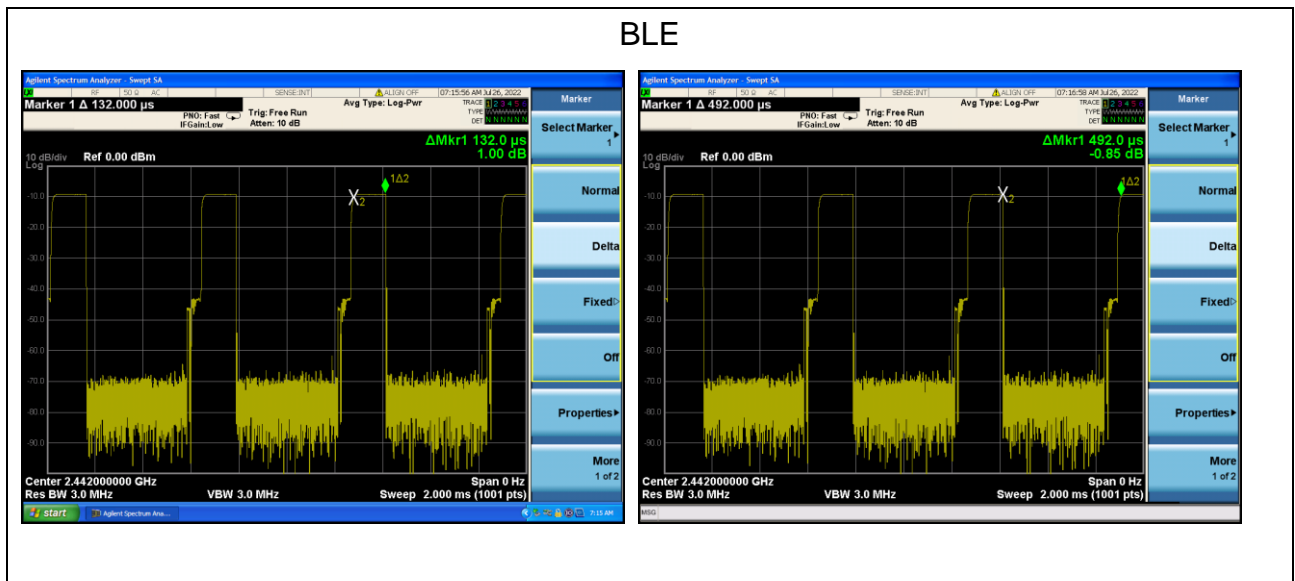 BLE
Agilent Spectrum Analyzer - Swept SA
RF 50 Ω AC SENSE:INT ALIGN OFF 07:15:56 AM Jul 26, 2022
Marker 1 Δ 132.000 µs
PNO: Fast
IFGain:Low
Trig: Free Run
Atten: 10 dB
Avg Type: Log-Pwr
TRACE 1 2 3 4 5 6
TYPE
DET N N N N N N
ΔMkr1 132.0 µs
1.00 dB
10 dB/div Ref 0.00 dBm
Log
1Δ2
X2
-10.0
-20.0
-30.0
-40.0
-50.0
-60.0
-70.0
-80.0
-90.0
Center 2.442000000 GHz Span 0 Hz
Res BW 3.0 MHz VBW 3.0 MHz Sweep 2.000 ms (1001 pts)
Marker
Select Marker
1
Normal
Delta
Fixed
Off
Properties
More
1 of 2
start Agilent Spectrum Ana... 7:15 AM
Agilent Spectrum Analyzer - Swept SA
RF 50 Ω AC SENSE:INT ALIGN OFF 07:16:58 AM Jul 26, 2022
Marker 1 Δ 492.000 µs
PNO: Fast
IFGain:Low
Trig: Free Run
Atten: 10 dB
Avg Type: Log-Pwr
TRACE 1 2 3 4 5 6
TYPE
DET N N N N N N
ΔMkr1 492.0 µs
-0.85 dB
10 dB/div Ref 0.00 dBm
Log
1Δ2
X2
-10.0
-20.0
-30.0
-40.0
-50.0
-60.0
-70.0
-80.0
-90.0
Center 2.442000000 GHz Span 0 Hz
Res BW 3.0 MHz VBW 3.0 MHz Sweep 2.000 ms (1001 pts)
Marker
Select Marker
1
Normal
Delta
Fixed
Off
Properties
More
1 of 2
MSG